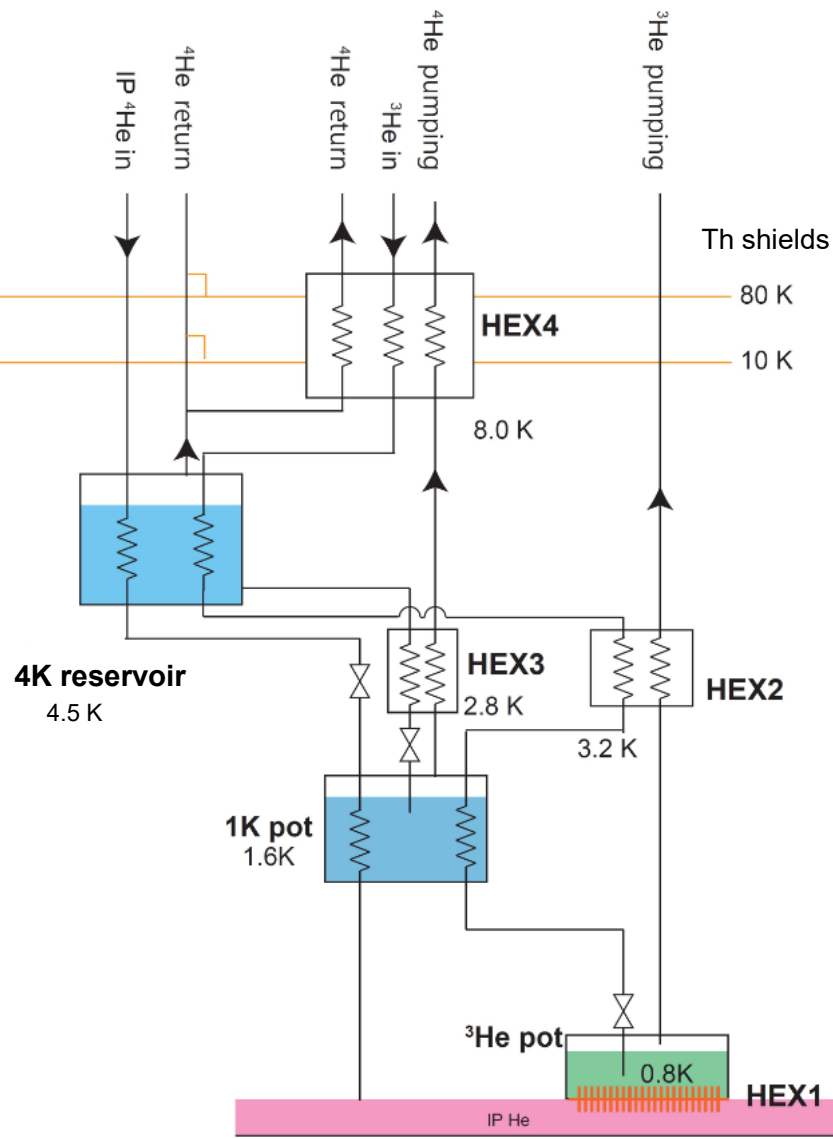 IP ⁴He in
⁴He return
⁴He return
³He in
⁴He pumping
³He pumping
Th shields
80 K
HEX4
10 K
8.0 K
4K reservoir
4.5 K
HEX3
2.8 K
HEX2
3.2 K
1K pot
1.6K
³He pot
0.8K
HEX1
IP He